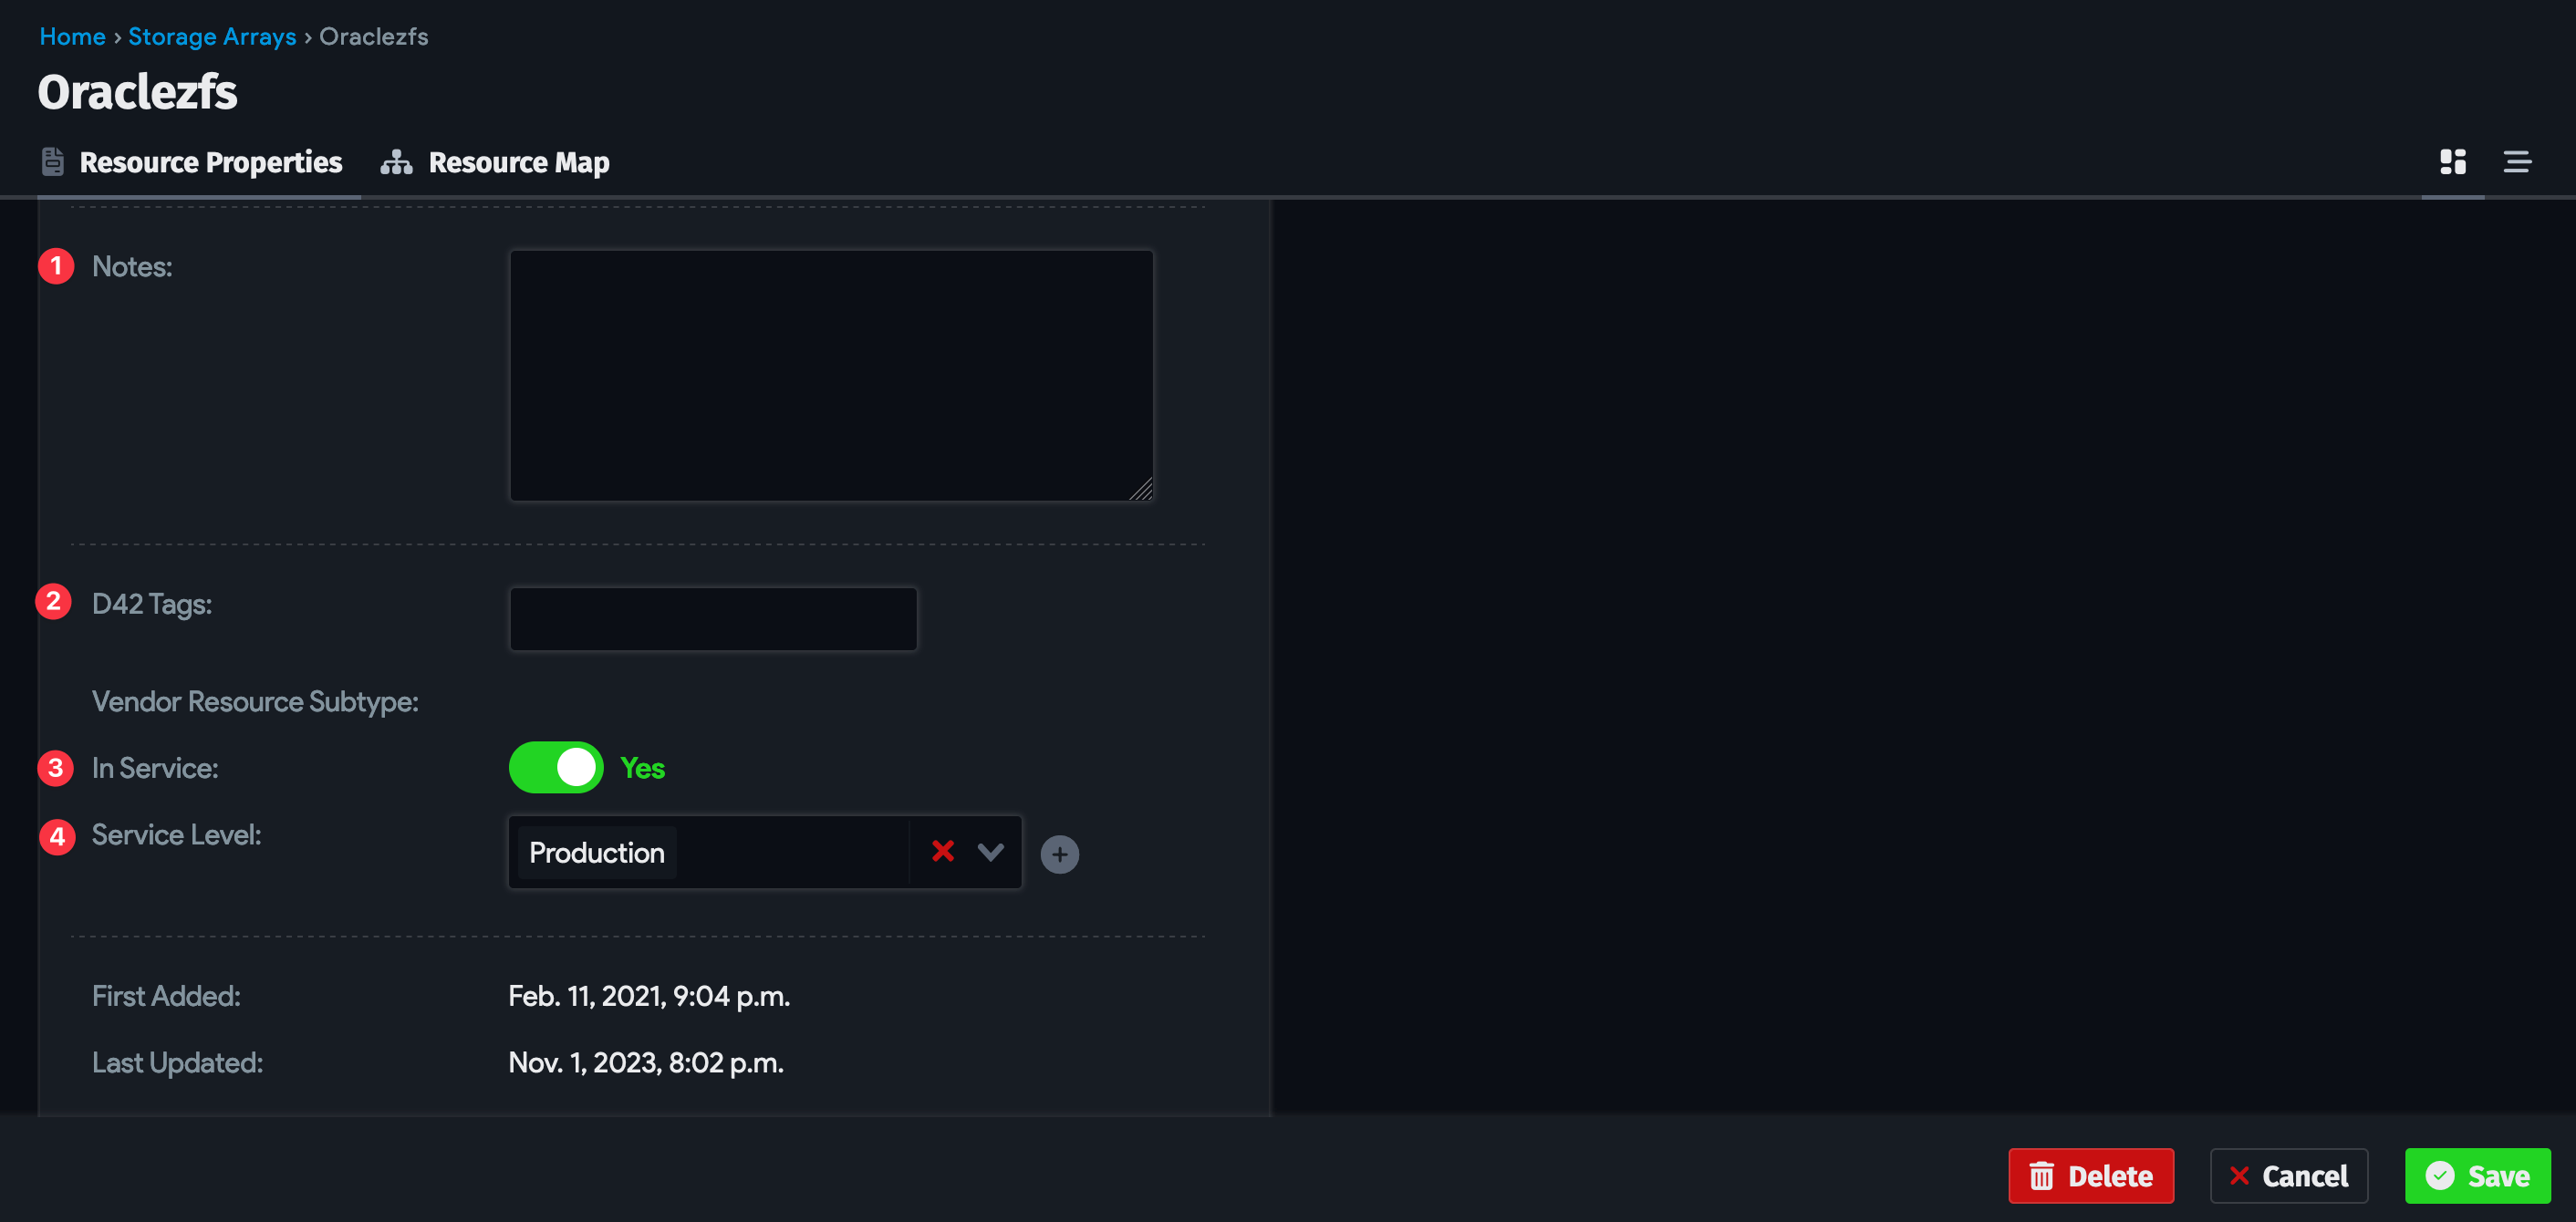 Home › Storage Arrays › Oraclezfs
Oraclezfs
Resource Properties Resource Map
1 Notes:
2 D42 Tags:
Vendor Resource Subtype:
3 In Service: Yes
4 Service Level: Production
First Added: Feb. 11, 2021, 9:04 p.m.
Last Updated: Nov. 1, 2023, 8:02 p.m.
Delete Cancel Save